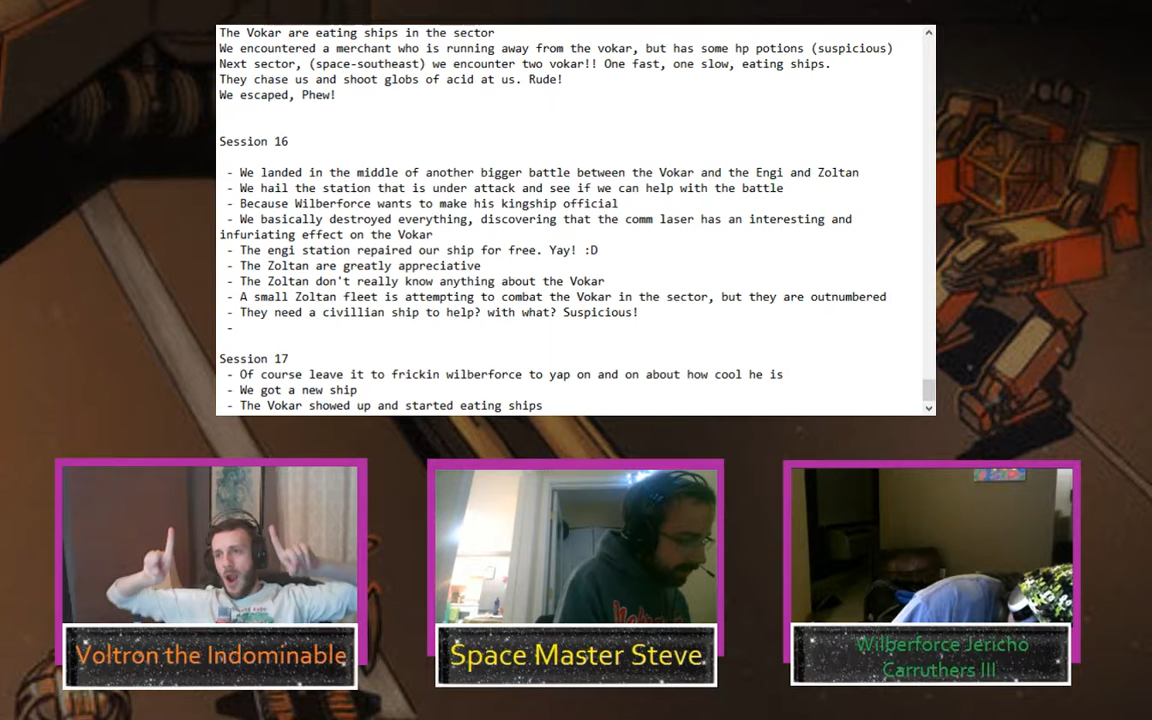 The Vokar are eating ships in the sector
We encountered a merchant who is running away from the vokar, but has some hp potions (suspicious)
Next sector, (space-southeast) we encounter two vokar!! One fast, one slow, eating ships.
They chase us and shoot globs of acid at us. Rude!
We escaped, Phew!
Session 16
- We landed in the middle of another bigger battle between the Vokar and the Engi and Zoltan
- We hail the station that is under attack and see if we can help with the battle
- Because Wilberforce wants to make his kingship official
- We basically destroyed everything, discovering that the comm laser has an interesting and
infuriating effect on the Vokar
- The engi station repaired our ship for free. Yay! :D
- The Zoltan are greatly appreciative
- The Zoltan don't really know anything about the Vokar
- A small Zoltan fleet is attempting to combat the Vokar in the sector, but they are outnumbered
- They need a civillian ship to help? with what? Suspicious!
-
Session 17
- Of course leave it to frickin wilberforce to yap on and on about how cool he is
- We got a new ship
- The Vokar showed up and started eating ships
Voltron the Indominable
Space Master Steve
Wilberforce Jericho
Carruthers III